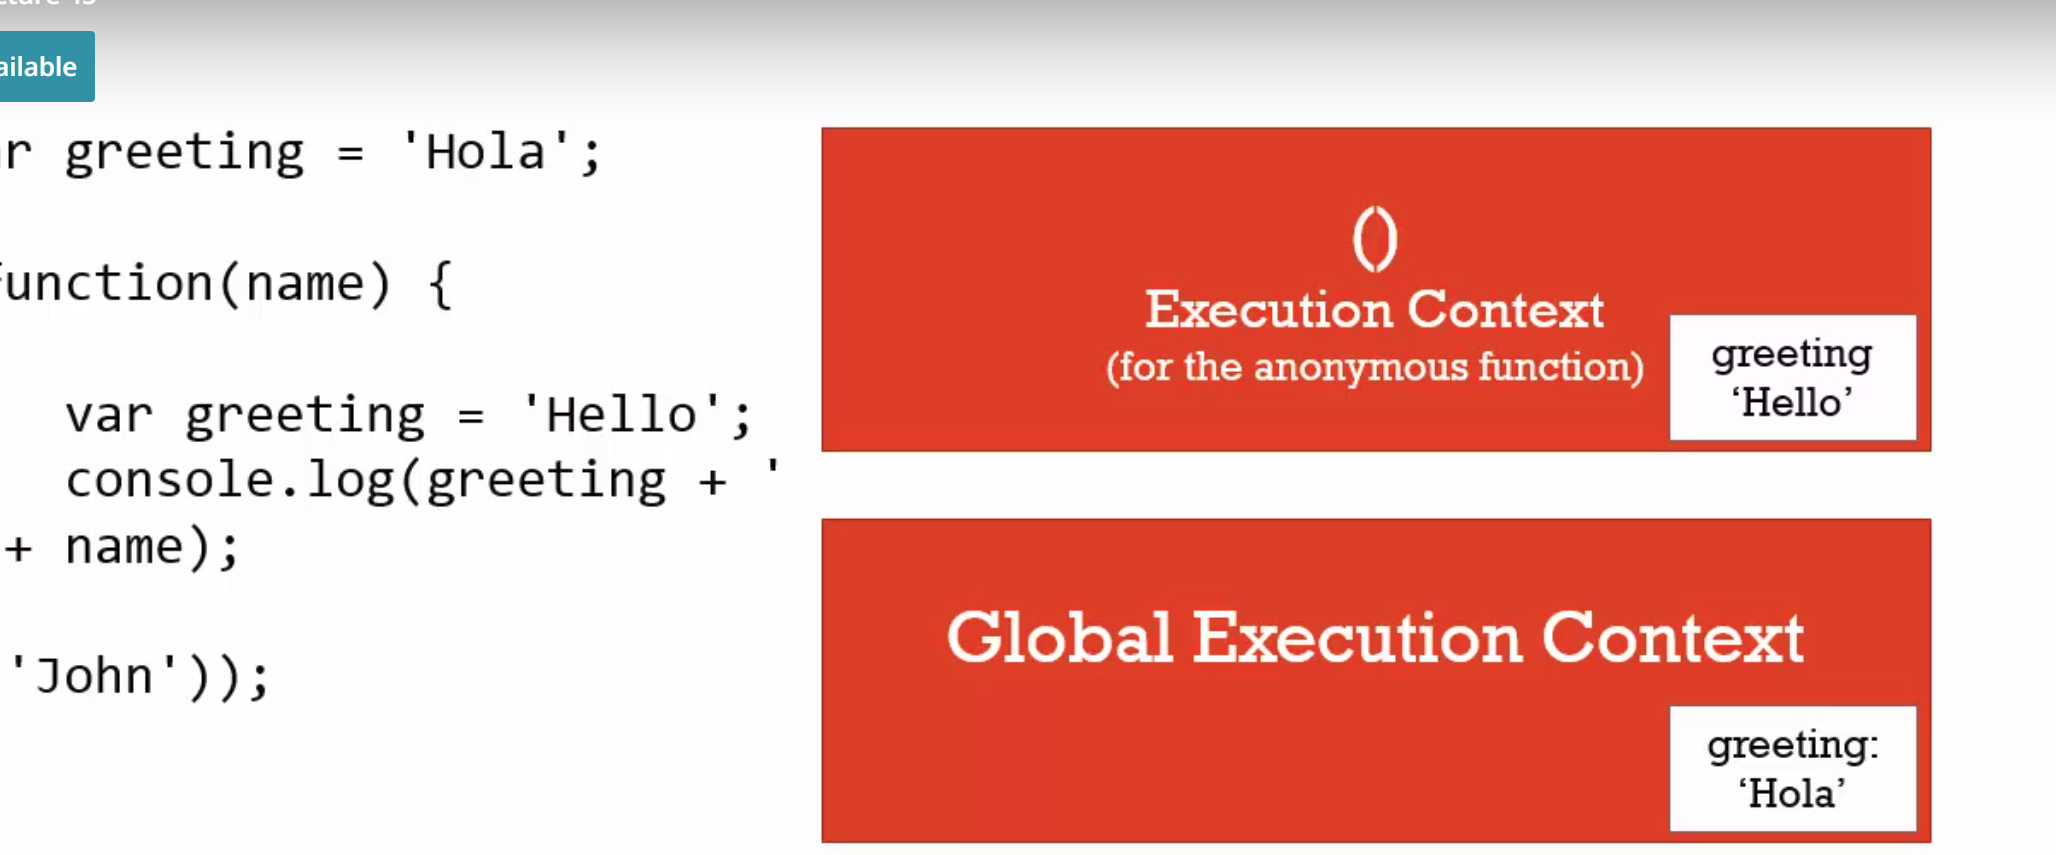 ailable
r greeting = 'Hola';
unction(name) {
var greeting = 'Hello';
console.log(greeting + '
+ name);
'John'));
()
Execution Context
(for the anonymous function)
greeting
‘Hello’
Global Execution Context
greeting:
‘Hola’